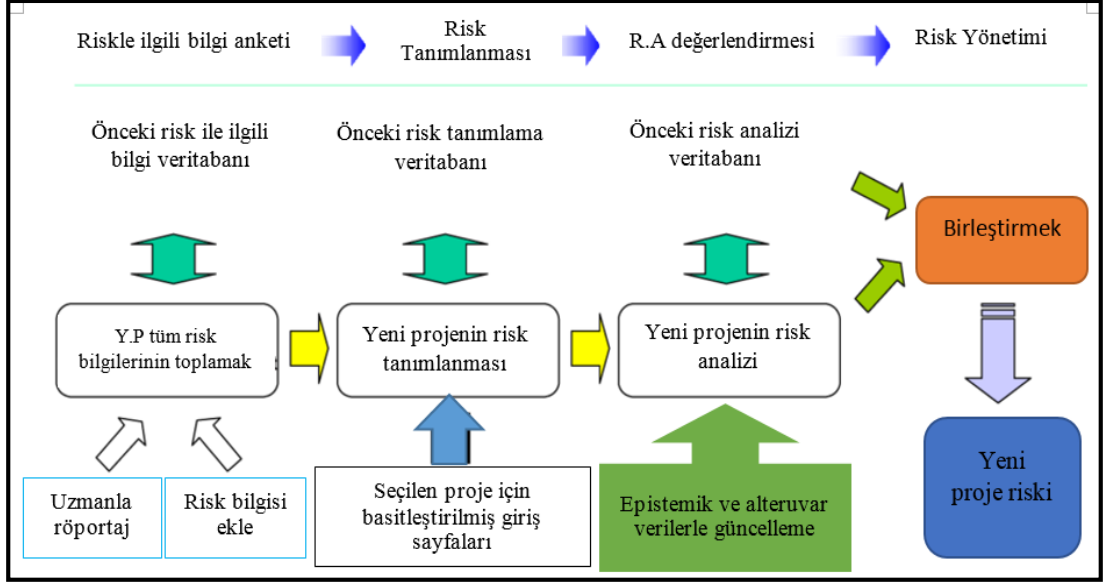 Riskle ilgili bilgi anketi
Risk
Tanımlanması
R.A değerlendirmesi
Risk Yönetimi
Önceki risk ile ilgili
bilgi veritabanı
Önceki risk tanımlama
veritabanı
Önceki risk analizi
veritabanı
Birleştirmek
Y.P tüm risk
bilgilerinin toplamak
Yeni projenin risk
tanımlanması
Yeni projenin risk
analizi
Uzmanla
röportaj
Risk bilgisi
ekle
Seçilen proje için
basitleştirilmiş giriş
sayfaları
Epistemik ve alteruvar
verilerle güncelleme
Yeni
proje riski